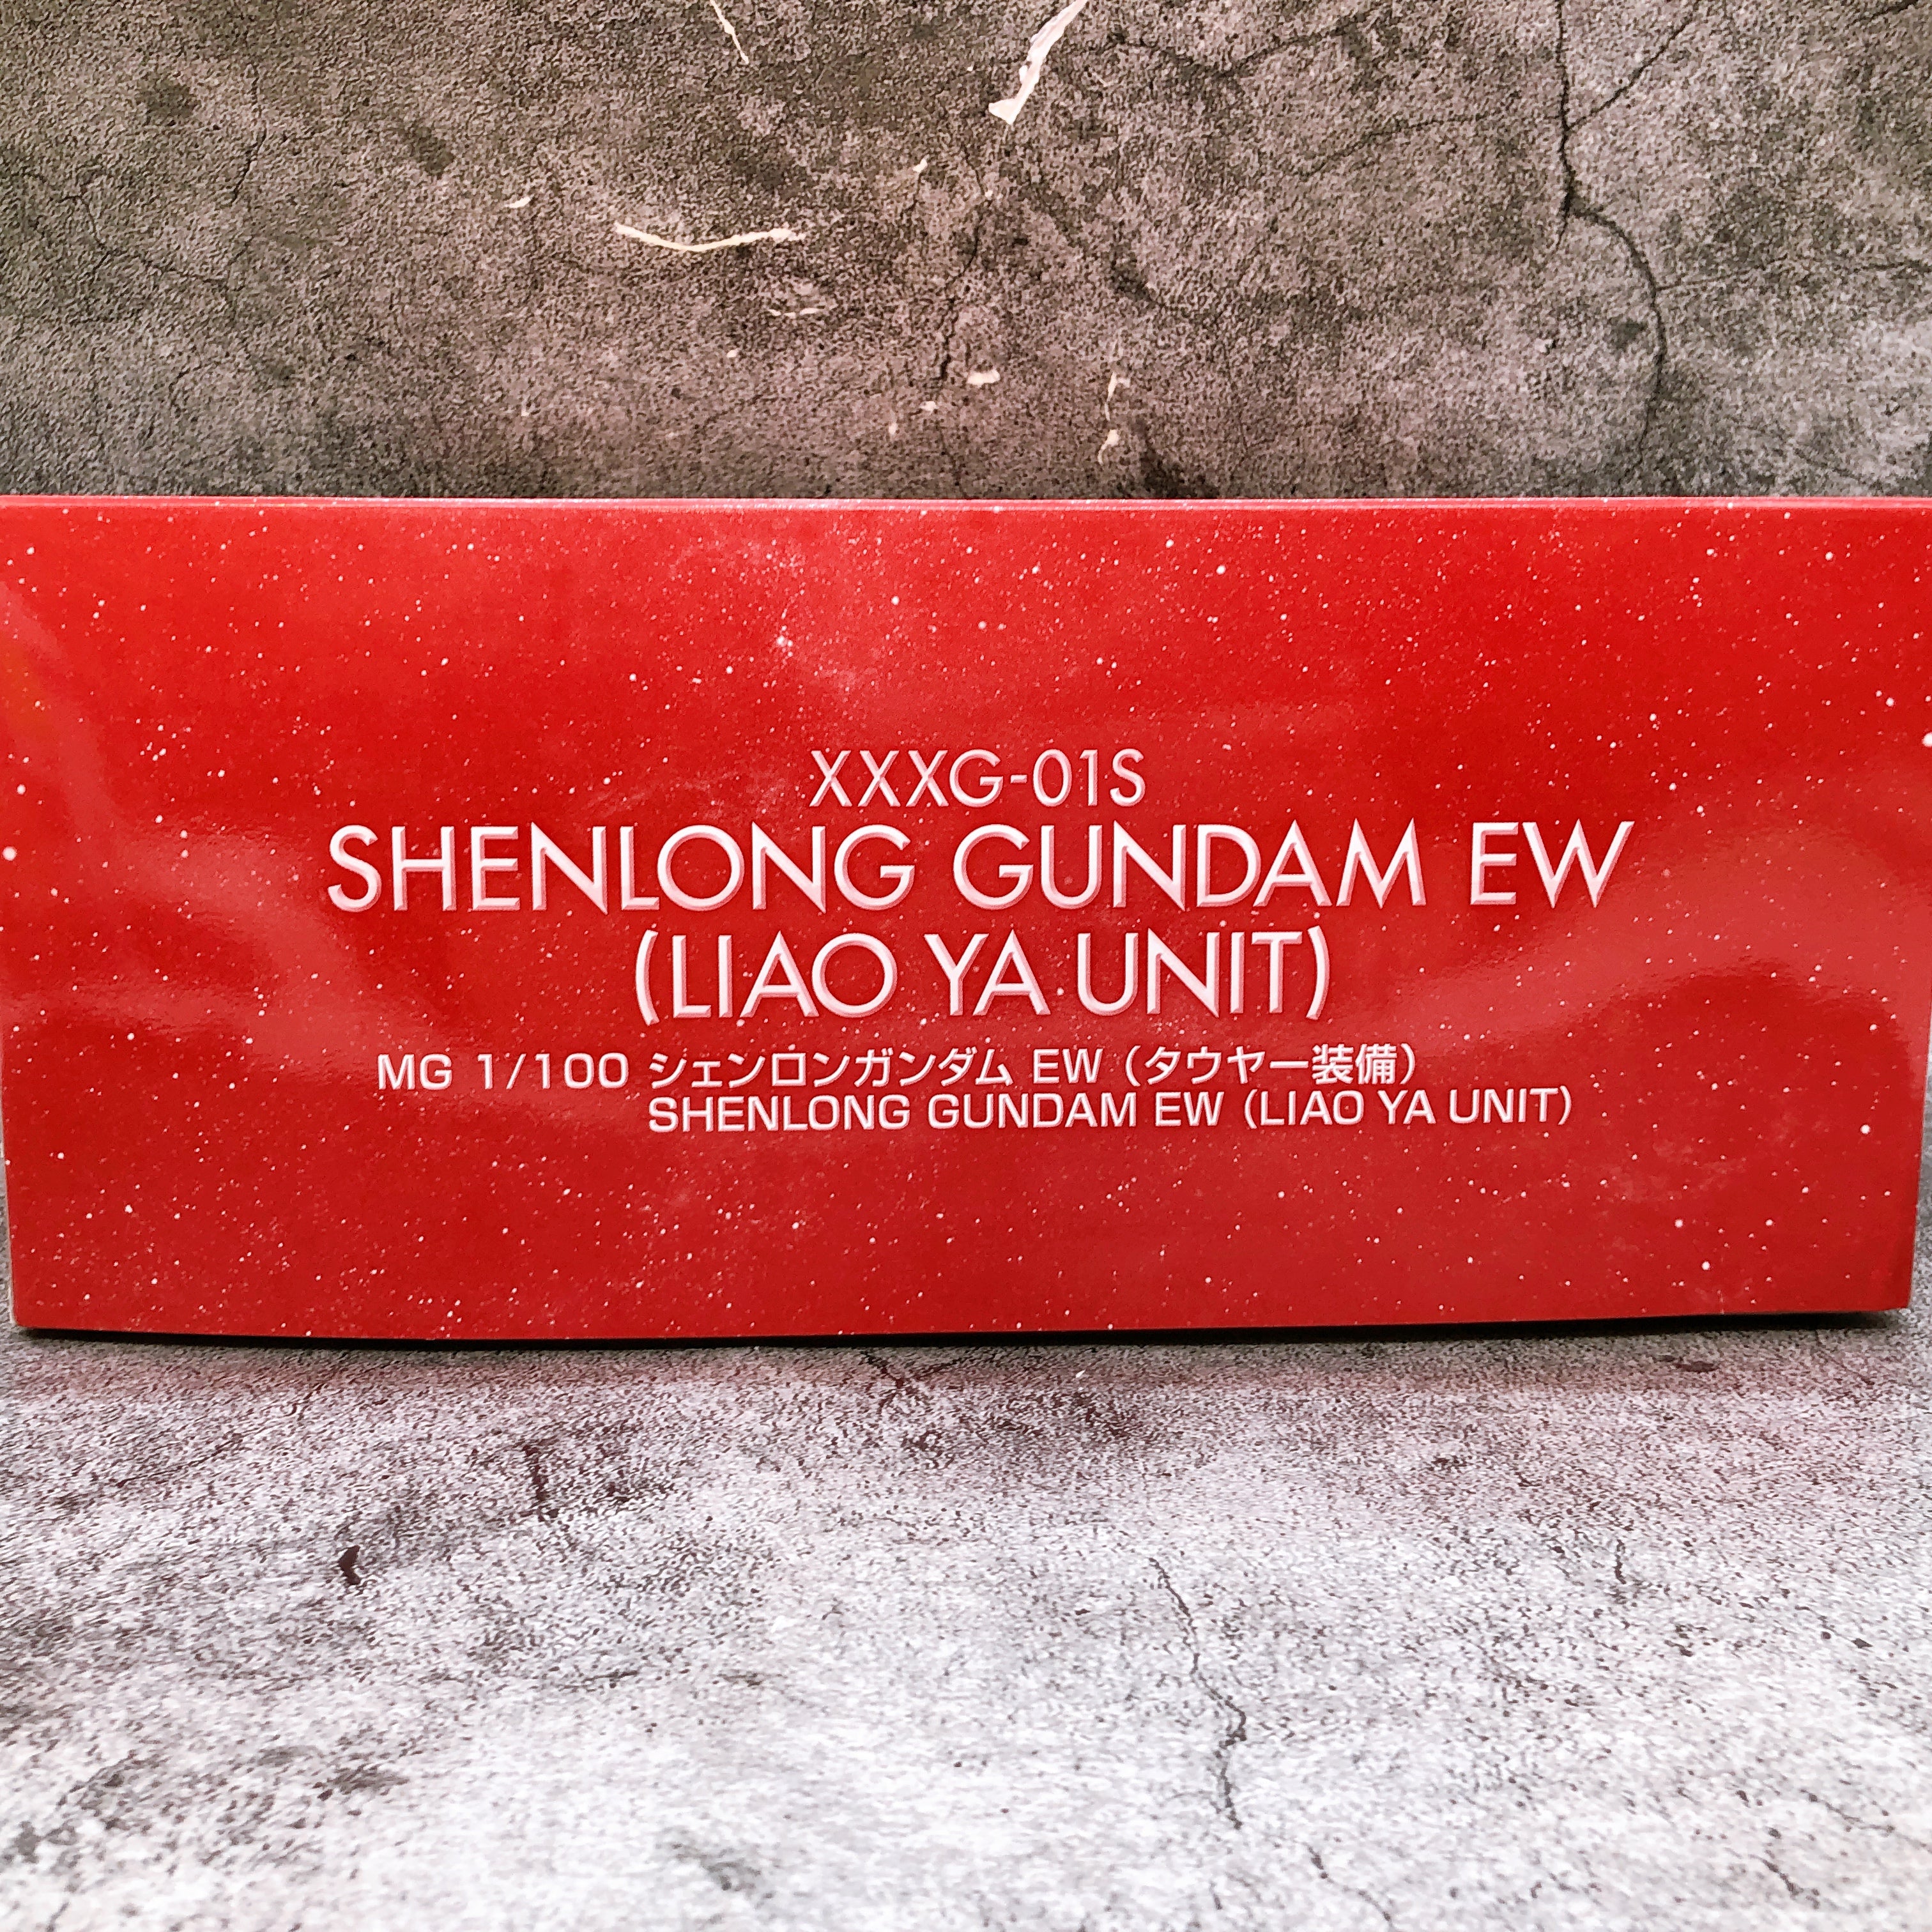 XXXG-01S
SHENLONG GUNDAM EW
(LIAO YA UNIT)
MG 1/100 シェンロンガンダム EW（タウヤー装備）
SHENLONG GUNDAM EW (LIAO YA UNIT)